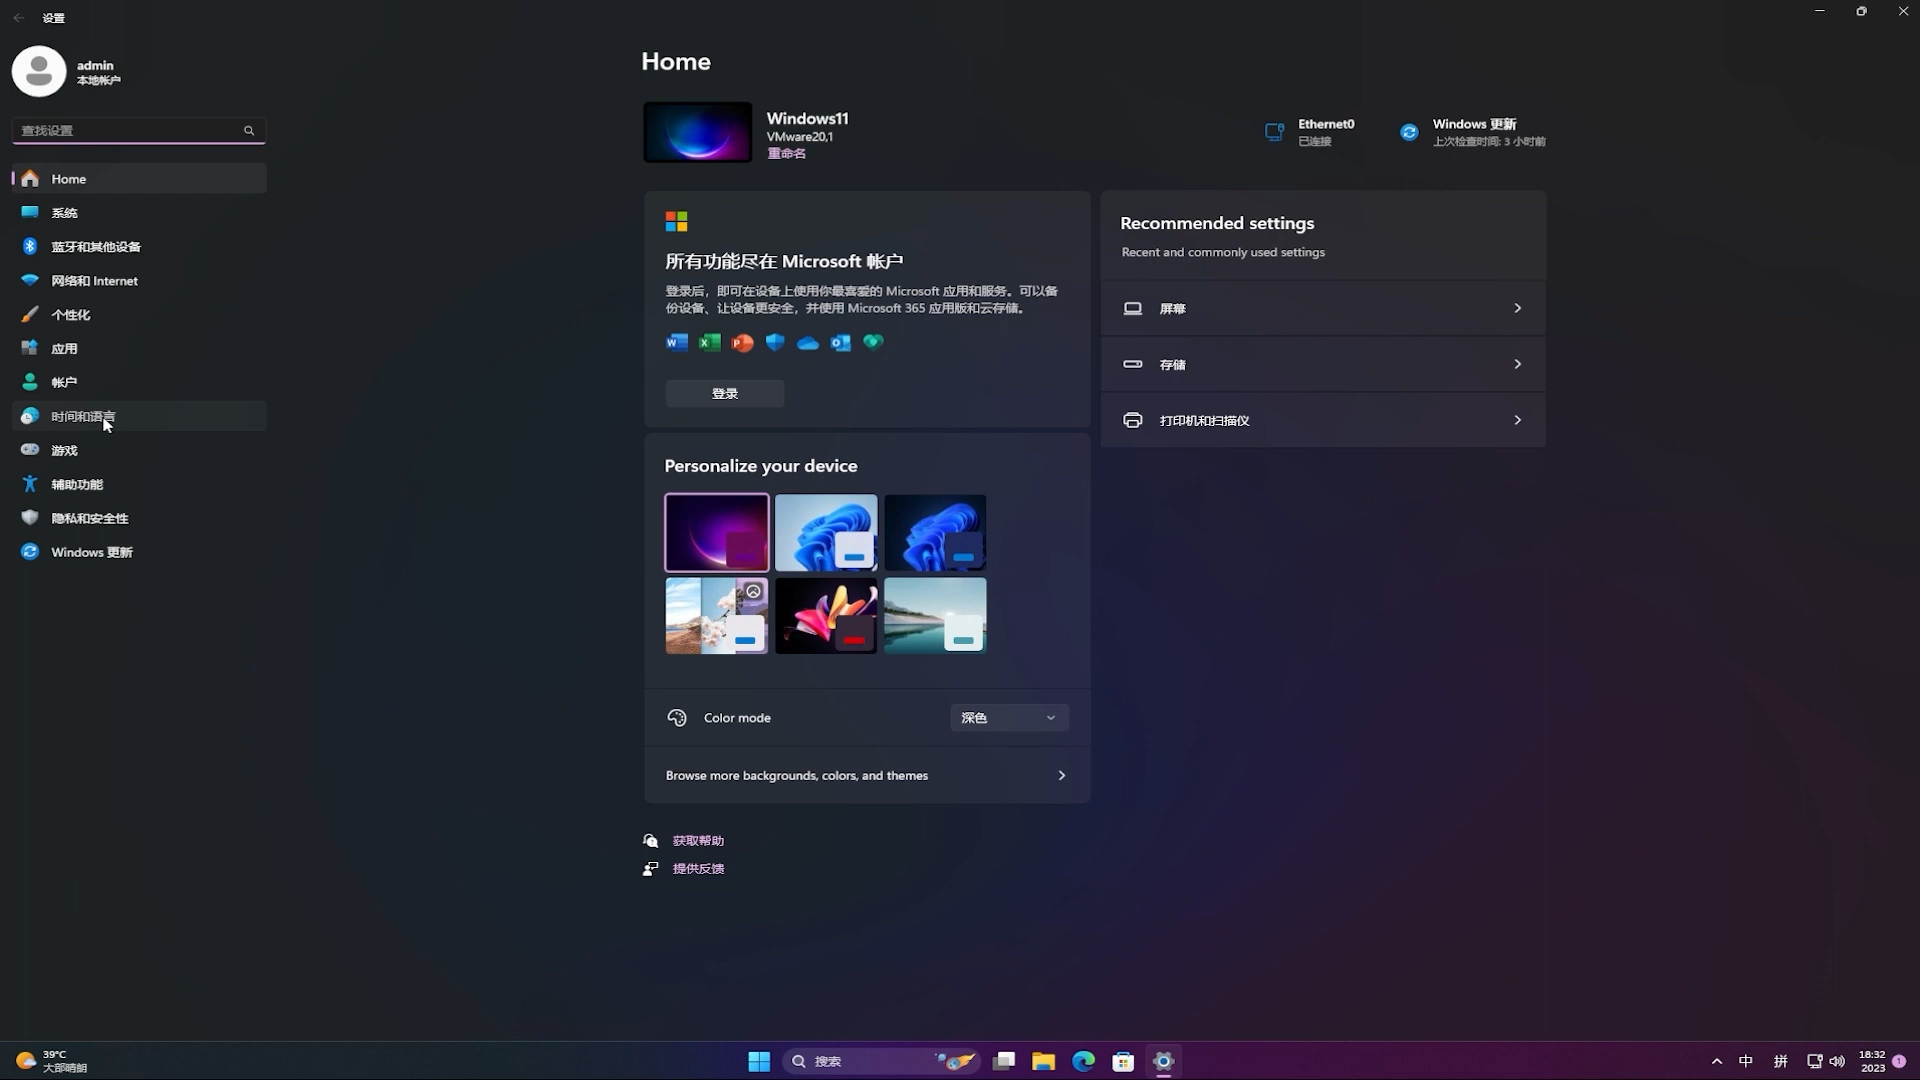 设置
admin
本地帐户
查找设置
Home
系统
蓝牙和其他设备
网络和 Internet
个性化
应用
帐户
时间和语言
游戏
辅助功能
隐私和安全性
Windows 更新
Home
Windows11
VMware20,1
重命名
Ethernet0
已连接
Windows 更新
上次检查时间: 3 小时前
所有功能尽在 Microsoft 帐户
登录后，即可在设备上使用你最喜爱的 Microsoft 应用和服务。可以备
份设备、让设备更安全，并使用 Microsoft 365 应用版和云存储。
登录
Recommended settings
Recent and commonly used settings
屏幕
存储
打印机和扫描仪
Personalize your device
Color mode
深色
Browse more backgrounds, colors, and themes
获取帮助
提供反馈
39°C
大部晴朗
搜索
中
拼
18:32
2023
1